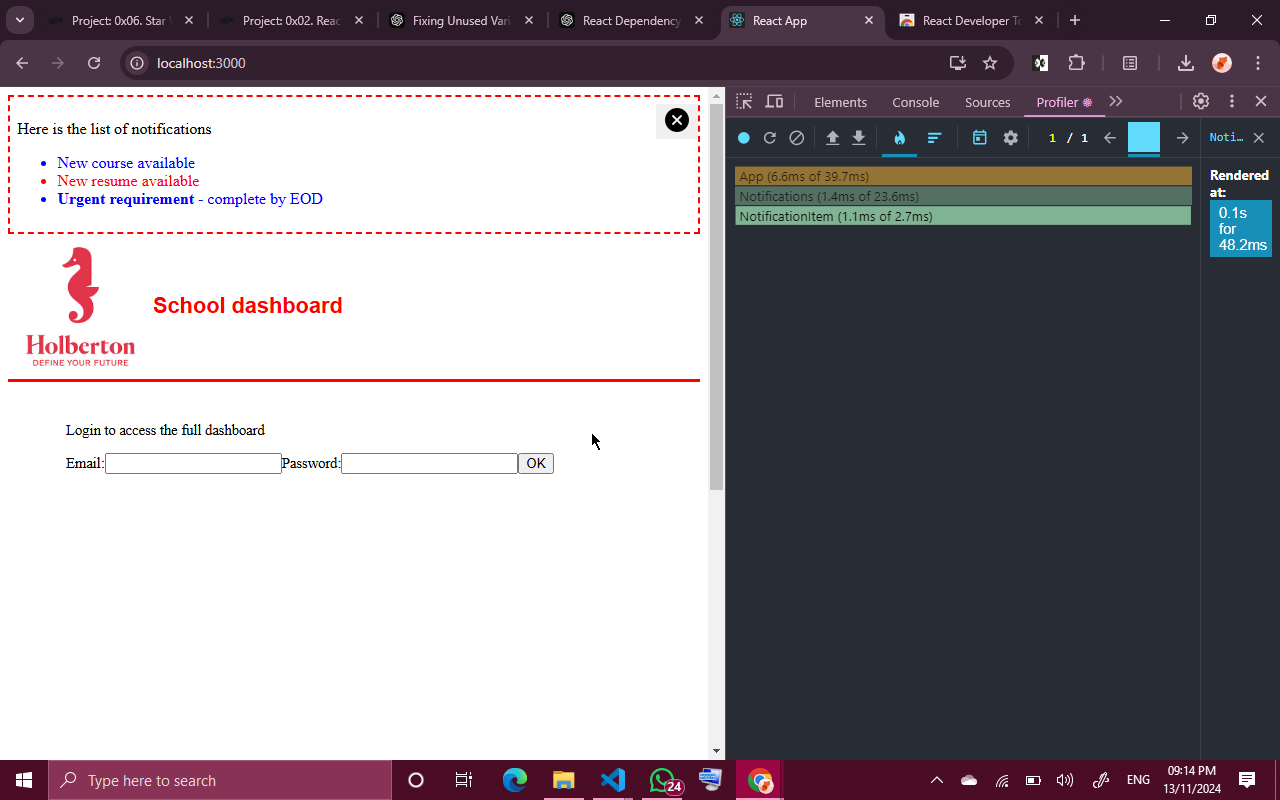 Project: 0x06. Star
Project: 0x02. Reac
Fixing Unused Vari
React Dependency
React App
React Developer To
localhost:3000
Here is the list of notifications
New course available
New resume available
Urgent requirement - complete by EOD
Holberton
DEFINE YOUR FUTURE
School dashboard
Login to access the full dashboard
Email:
Password:
OK
Elements
Console
Sources
Profiler
1 / 1
Noti…
App (6.6ms of 39.7ms)
Notifications (1.4ms of 23.6ms)
NotificationItem (1.1ms of 2.7ms)
Rendered
at:
0.1s
for
48.2ms
Type here to search
24
ENG
09:14 PM
13/11/2024